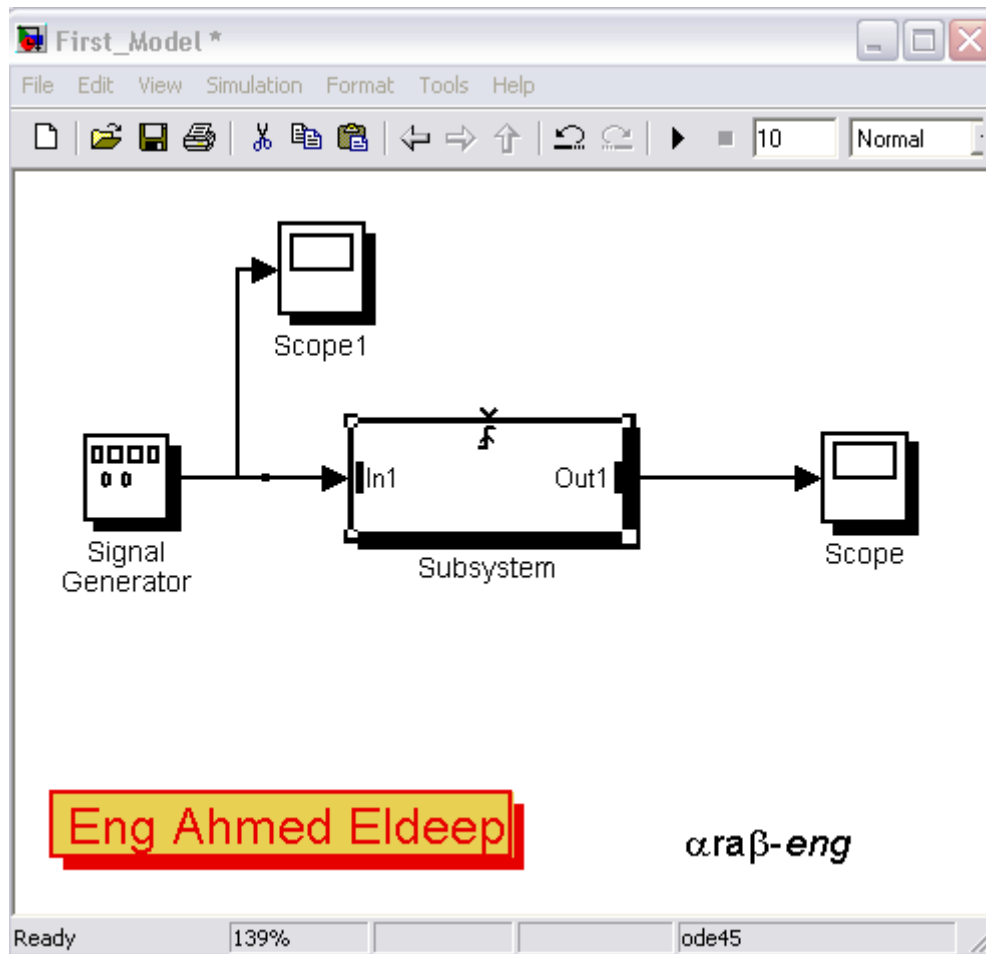 First_Model *
File Edit View Simulation Format Tools Help
10 Normal
Scope1
In1 Out1
Signal
Generator
Subsystem
Scope
Eng Ahmed Eldeep
αraβ-eng
Ready 139% ode45